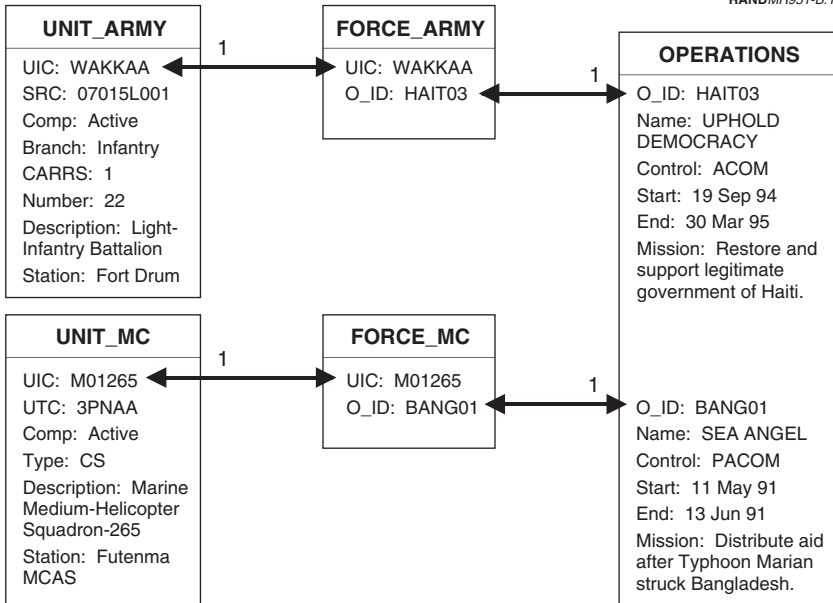 RANDMR951-B.1
UNIT_ARMY
UIC: WAKKAA
SRC: 07015L001
Comp: Active
Branch: Infantry
CARRS: 1
Number: 22
Description: Light-
Infantry Battalion
Station: Fort Drum
1
FORCE_ARMY
UIC: WAKKAA
O_ID: HAIT03
1
OPERATIONS
O_ID: HAIT03
Name: UPHOLD
DEMOCRACY
Control: ACOM
Start: 19 Sep 94
End: 30 Mar 95
Mission: Restore and
support legitimate
government of Haiti.
UNIT_MC
UIC: M01265
UTC: 3PNAA
Comp: Active
Type: CS
Description: Marine
Medium-Helicopter
Squadron-265
Station: Futenma
MCAS
1
FORCE_MC
UIC: M01265
O_ID: BANG01
1
O_ID: BANG01
Name: SEA ANGEL
Control: PACOM
Start: 11 May 91
End: 13 Jun 91
Mission: Distribute aid
after Typhoon Marian
struck Bangladesh.